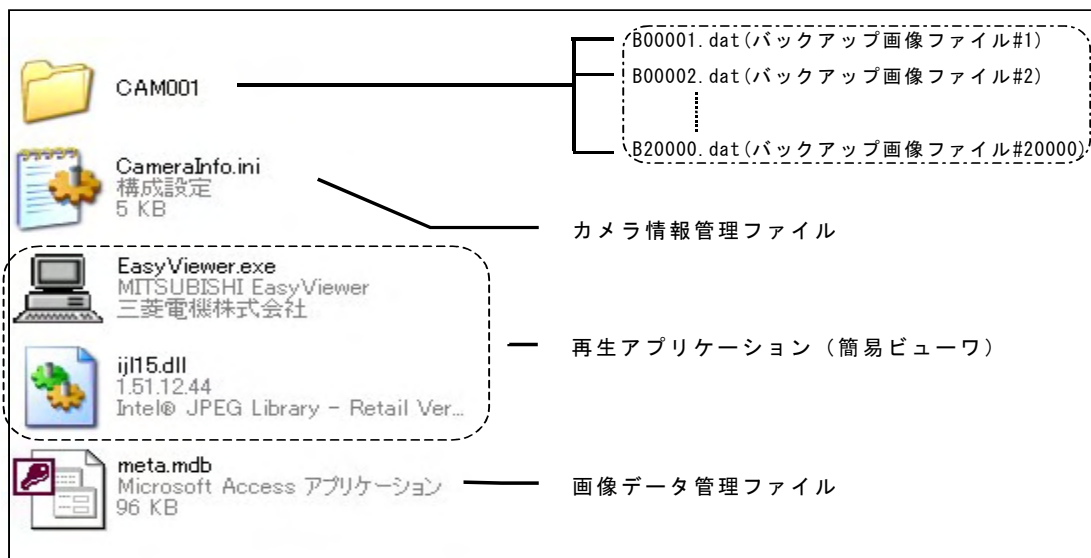 CAM001
B00001.dat(バックアップ画像ファイル#1)
B00002.dat(バックアップ画像ファイル#2)
B20000.dat(バックアップ画像ファイル#20000)
CameraInfo.ini
構成設定
5 KB
カメラ情報管理ファイル
EasyViewer.exe
MITSUBISHI EasyViewer
三菱電機株式会社
再生アプリケーション（簡易ビューワ）
ijl15.dll
1.51.12.44
Intel® JPEG Library - Retail Ver...
meta.mdb
Microsoft Access アプリケーション
96 KB
画像データ管理ファイル